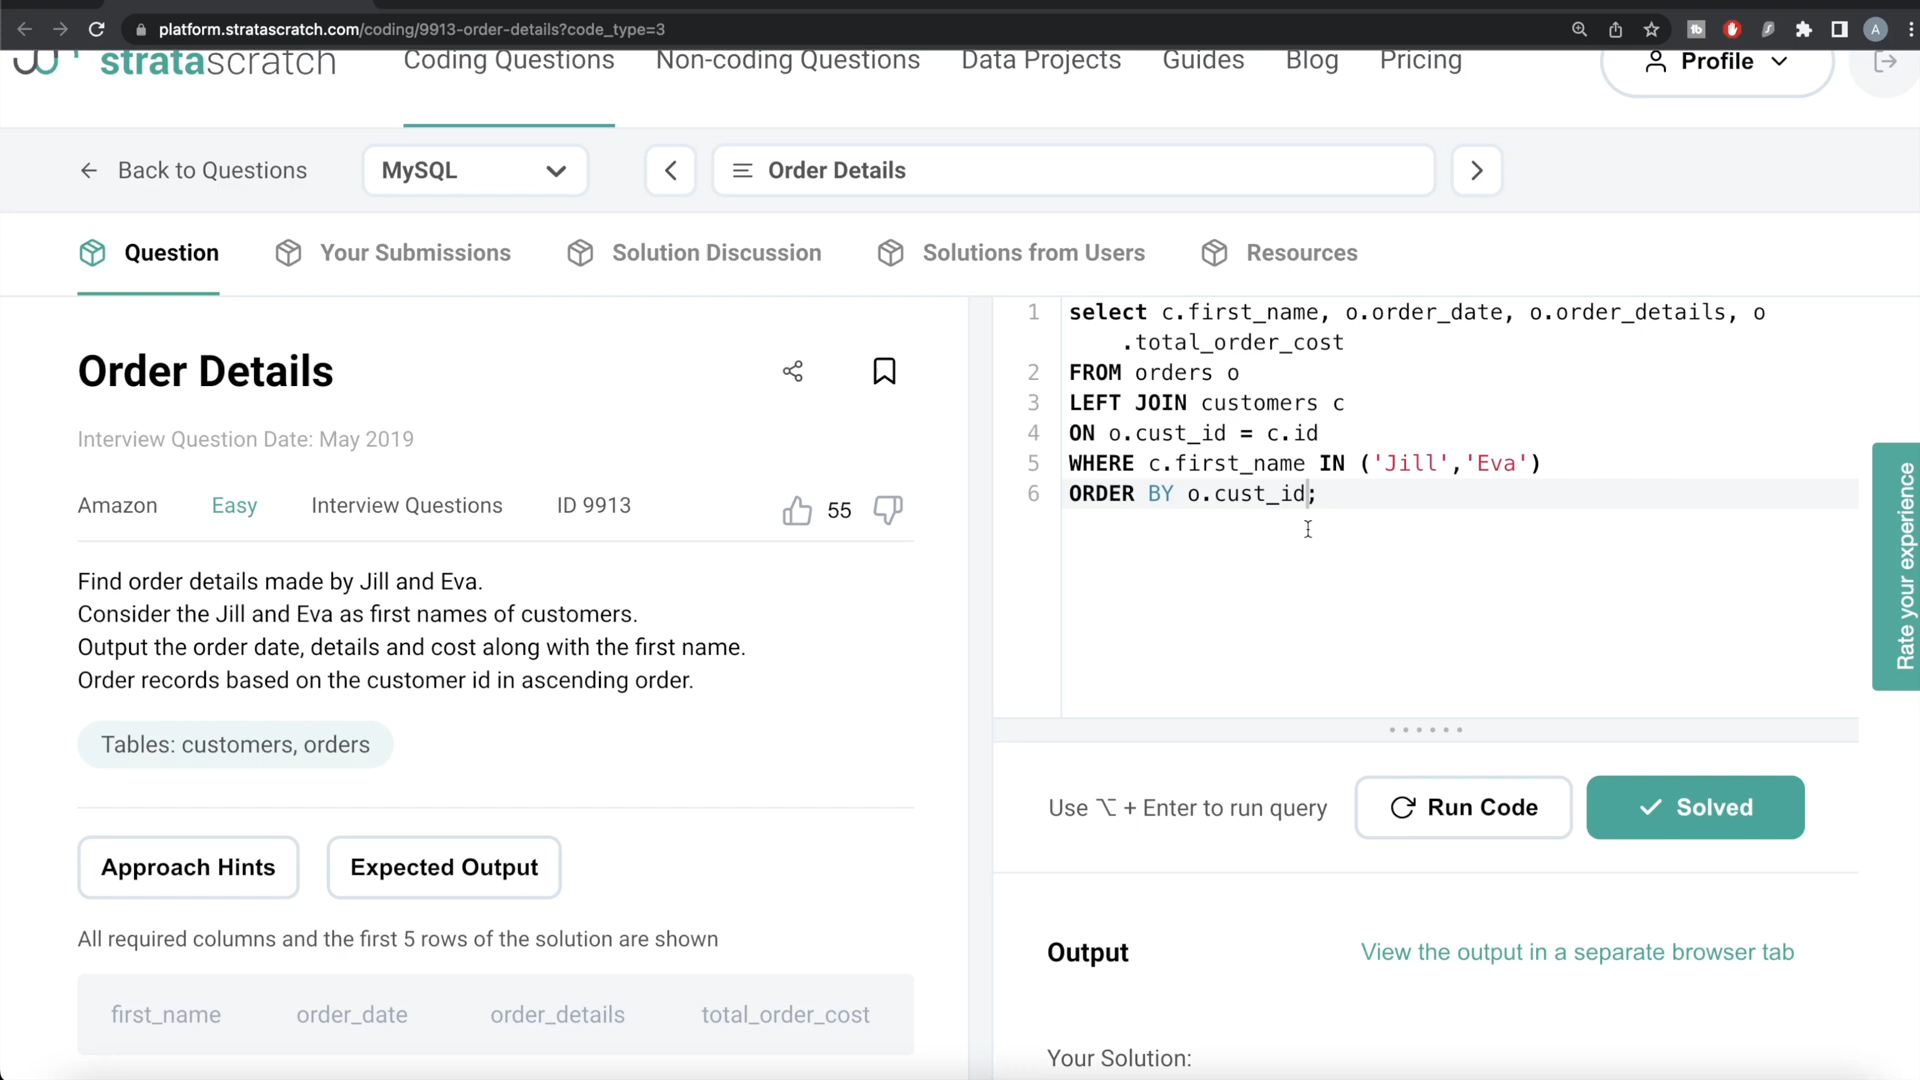 platform.stratascratch.com/coding/9913-order-details?code_type=3
A
stratascratch
Coding Questions
Non-coding Questions
Data Projects
Guides
Blog
Pricing
Profile
Back to Questions
MySQL
Order Details
Question
Your Submissions
Solution Discussion
Solutions from Users
Resources
Order Details
Interview Question Date: May 2019
Amazon
Easy
Interview Questions
ID 9913
55
Find order details made by Jill and Eva.
Consider the Jill and Eva as first names of customers.
Output the order date, details and cost along with the first name.
Order records based on the customer id in ascending order.
Tables: customers, orders
Approach Hints
Expected Output
All required columns and the first 5 rows of the solution are shown
first_name order_date order_details total_order_cost
1 select c.first_name, o.order_date, o.order_details, o
.total_order_cost
2 FROM orders o
3 LEFT JOIN customers c
4 ON o.cust_id = c.id
5 WHERE c.first_name IN ('Jill','Eva')
6 ORDER BY o.cust_id;
Use ⌥ + Enter to run query
Run Code
Solved
Output
View the output in a separate browser tab
Your Solution:
Rate your experience